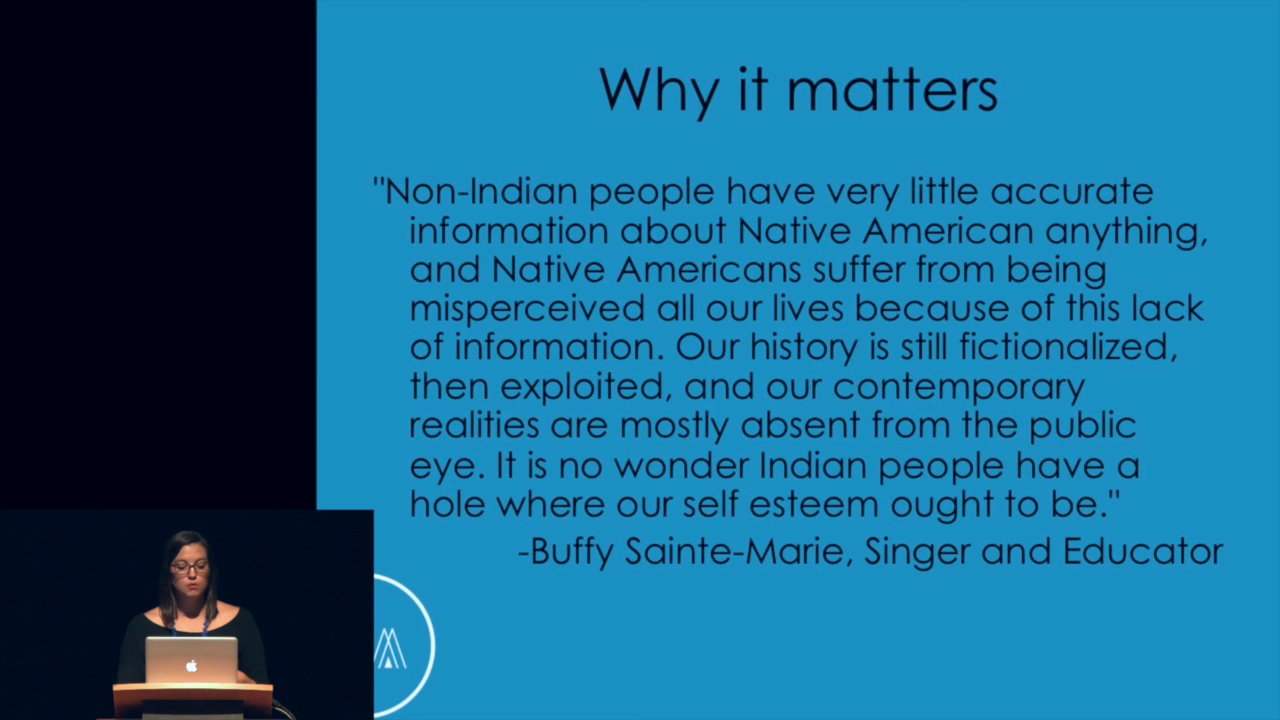 Why it matters
"Non-Indian people have very little accurate
information about Native American anything,
and Native Americans suffer from being
misperceived all our lives because of this lack
of information. Our history is still fictionalized,
then exploited, and our contemporary
realities are mostly absent from the public
eye. It is no wonder Indian people have a
hole where our self esteem ought to be."
-Buffy Sainte-Marie, Singer and Educator